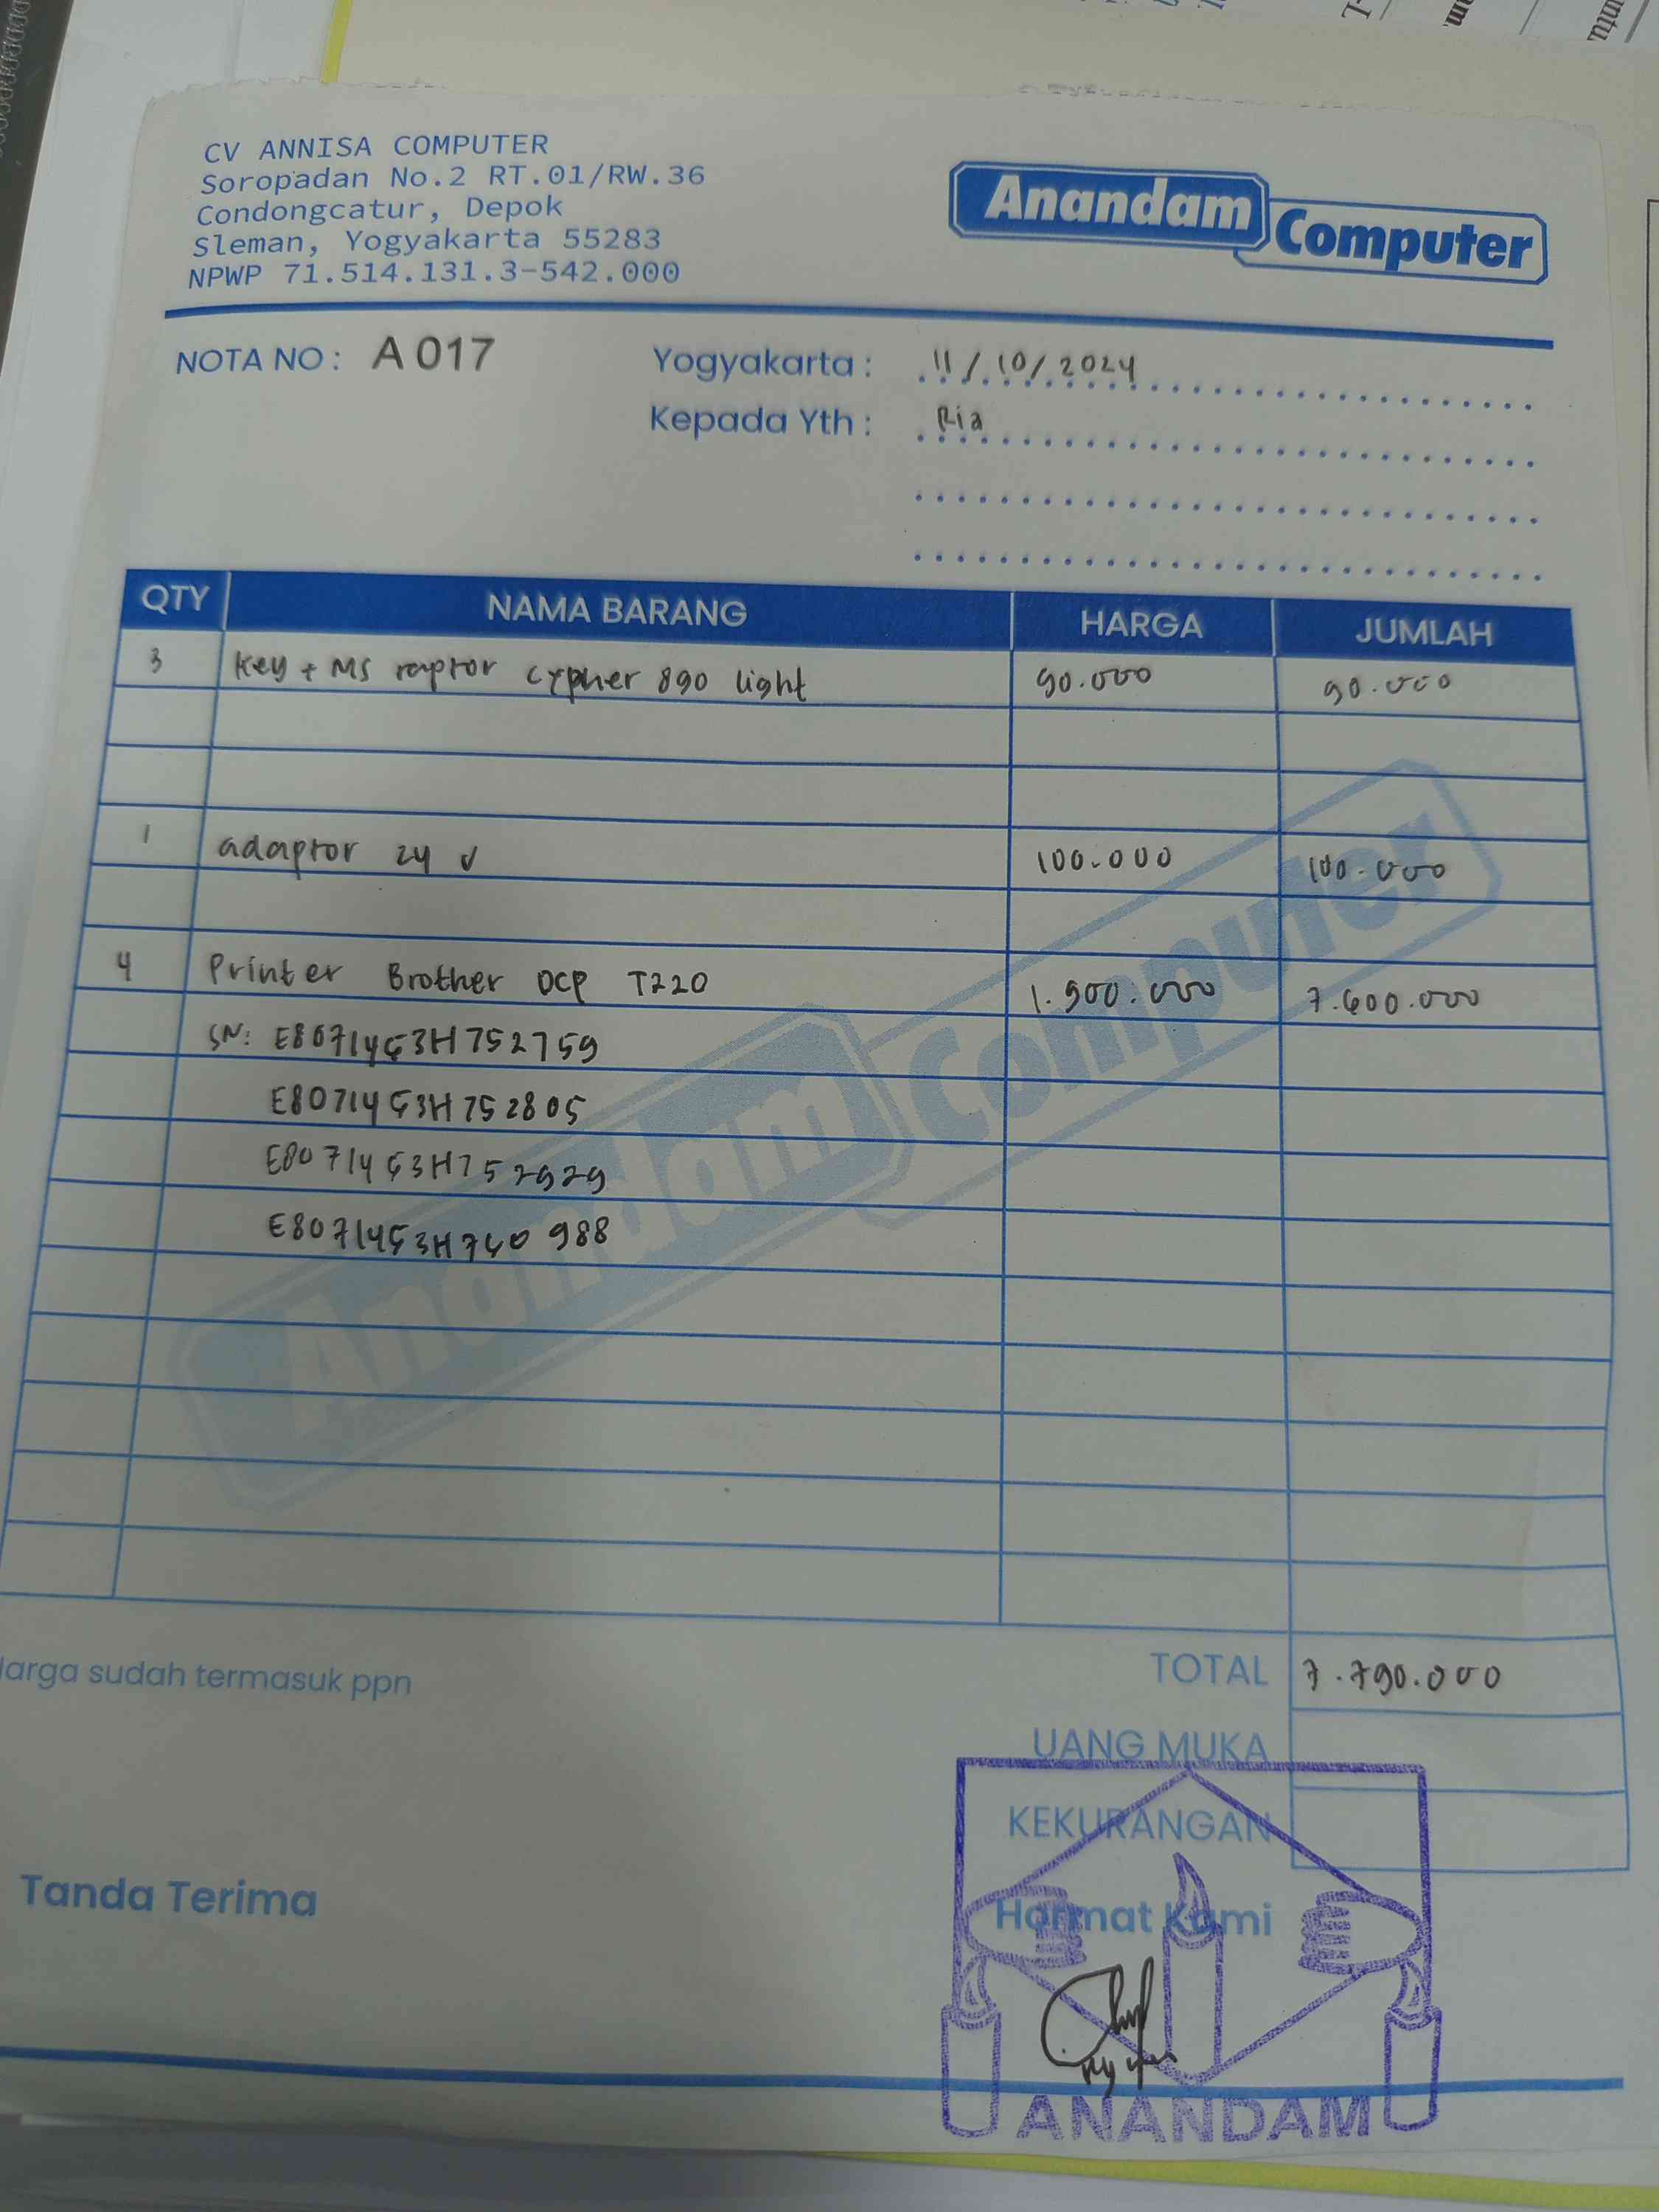 CV ANNISA COMPUTER
Soropadan No.2 RT.01/RW.36
Condongcatur, Depok
Sleman, Yogyakarta 55283
NPWP 71.514.131.3-542.000
Anandam Computer
NOTA NO : A 017
Yogyakarta : 11/10/2024
Kepada Yth : Ria
QTY NAMA BARANG HARGA JUMLAH
3 Key + MS raptor cypher 890 light 90.000 90.000
1 adaptor 24 V 100.000 100.000
4 Printer Brother DCP T220 1.900.000 7.600.000
SN: E80714G3H752759
E80714G3H752805
E80714G3H752929
E80714G3H740988
Anandam Computer
arga sudah termasuk ppn
TOTAL 7.790.000
UANG MUKA
KEKURANGAN
Tanda Terima
Hormat Kami
ANANDAM